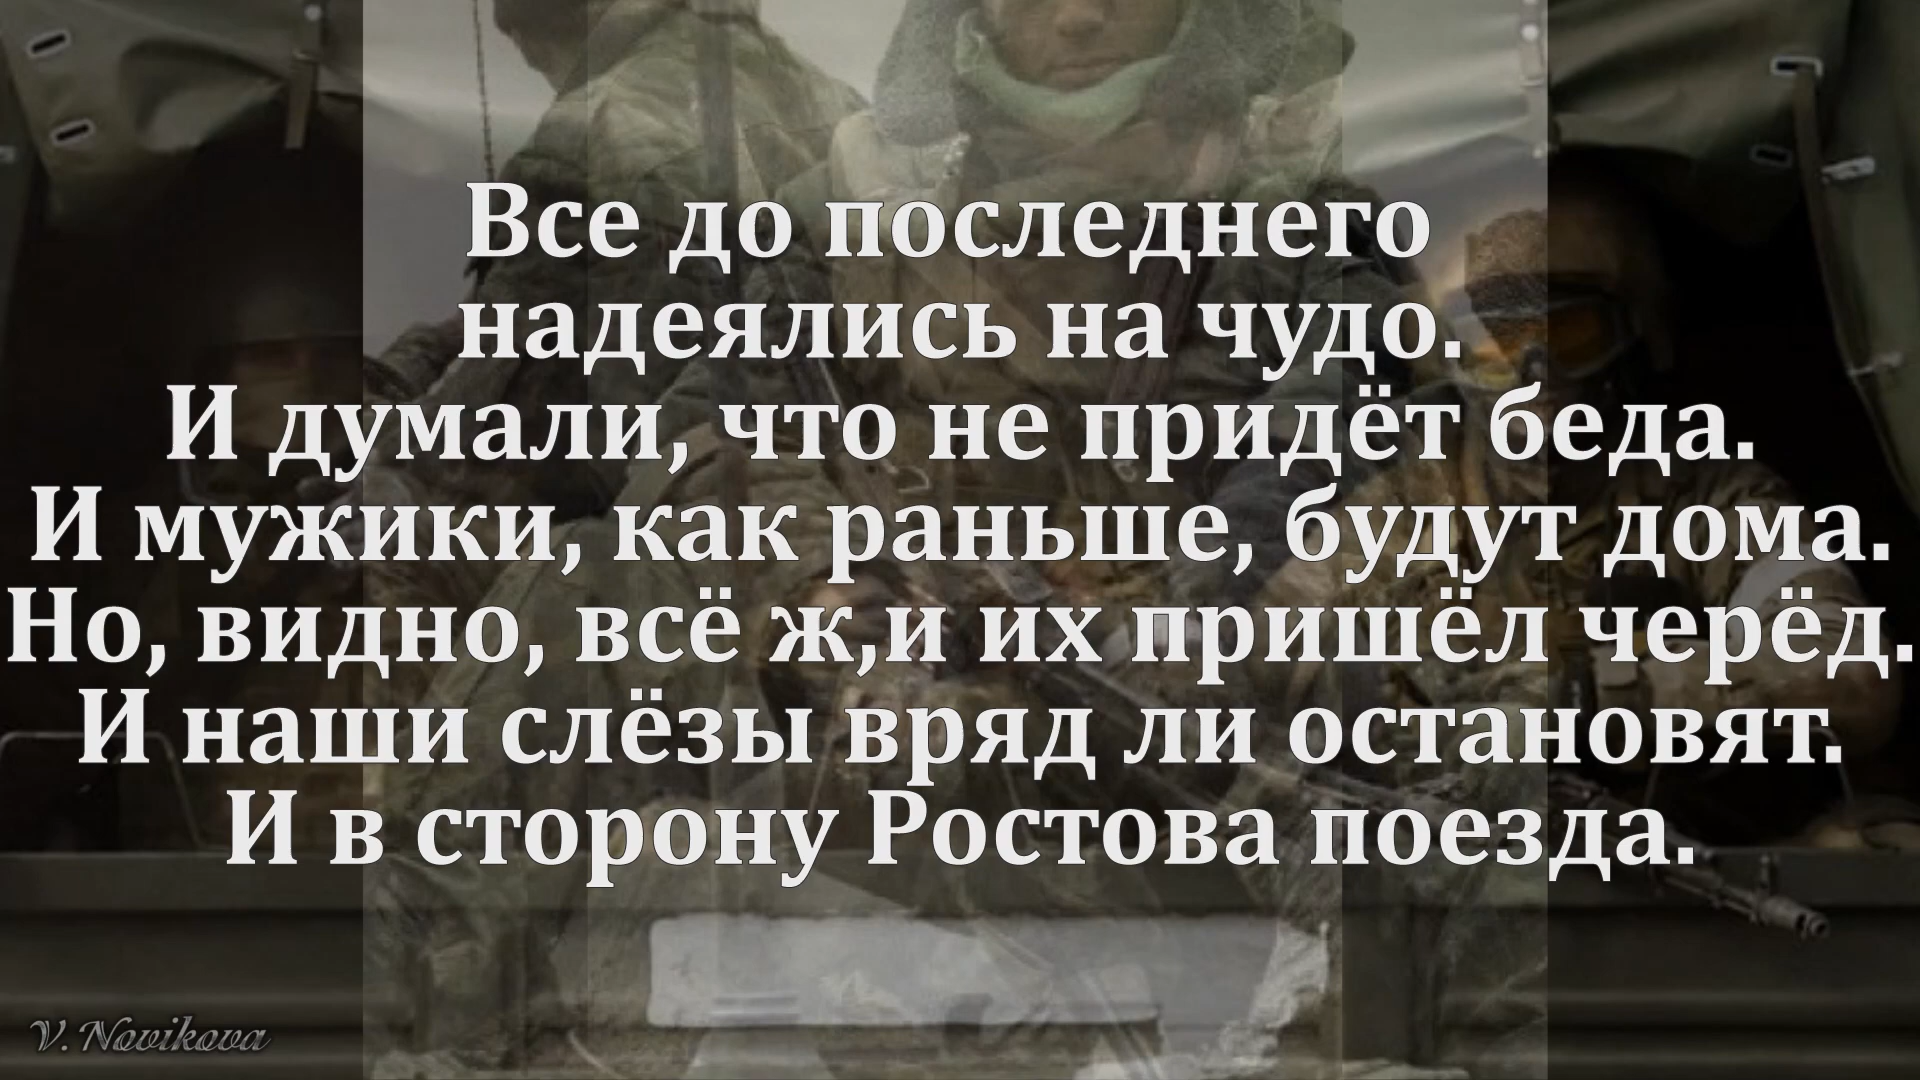 Все до последнего
надеялись на чудо.
И думали, что не придёт беда.
И мужики, как раньше, будут дома.
Но, видно, всё ж,и их пришёл черёд.
И наши слёзы вряд ли остановят.
И в сторону Ростова поезда.
V. Novikova